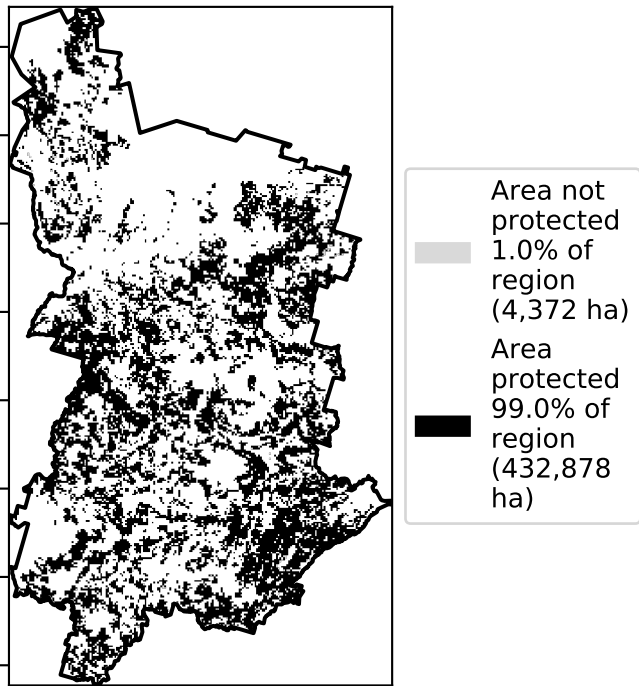 Area not
protected
1.0% of
region
(4,372 ha)
Area
protected
99.0% of
region
(432,878
ha)